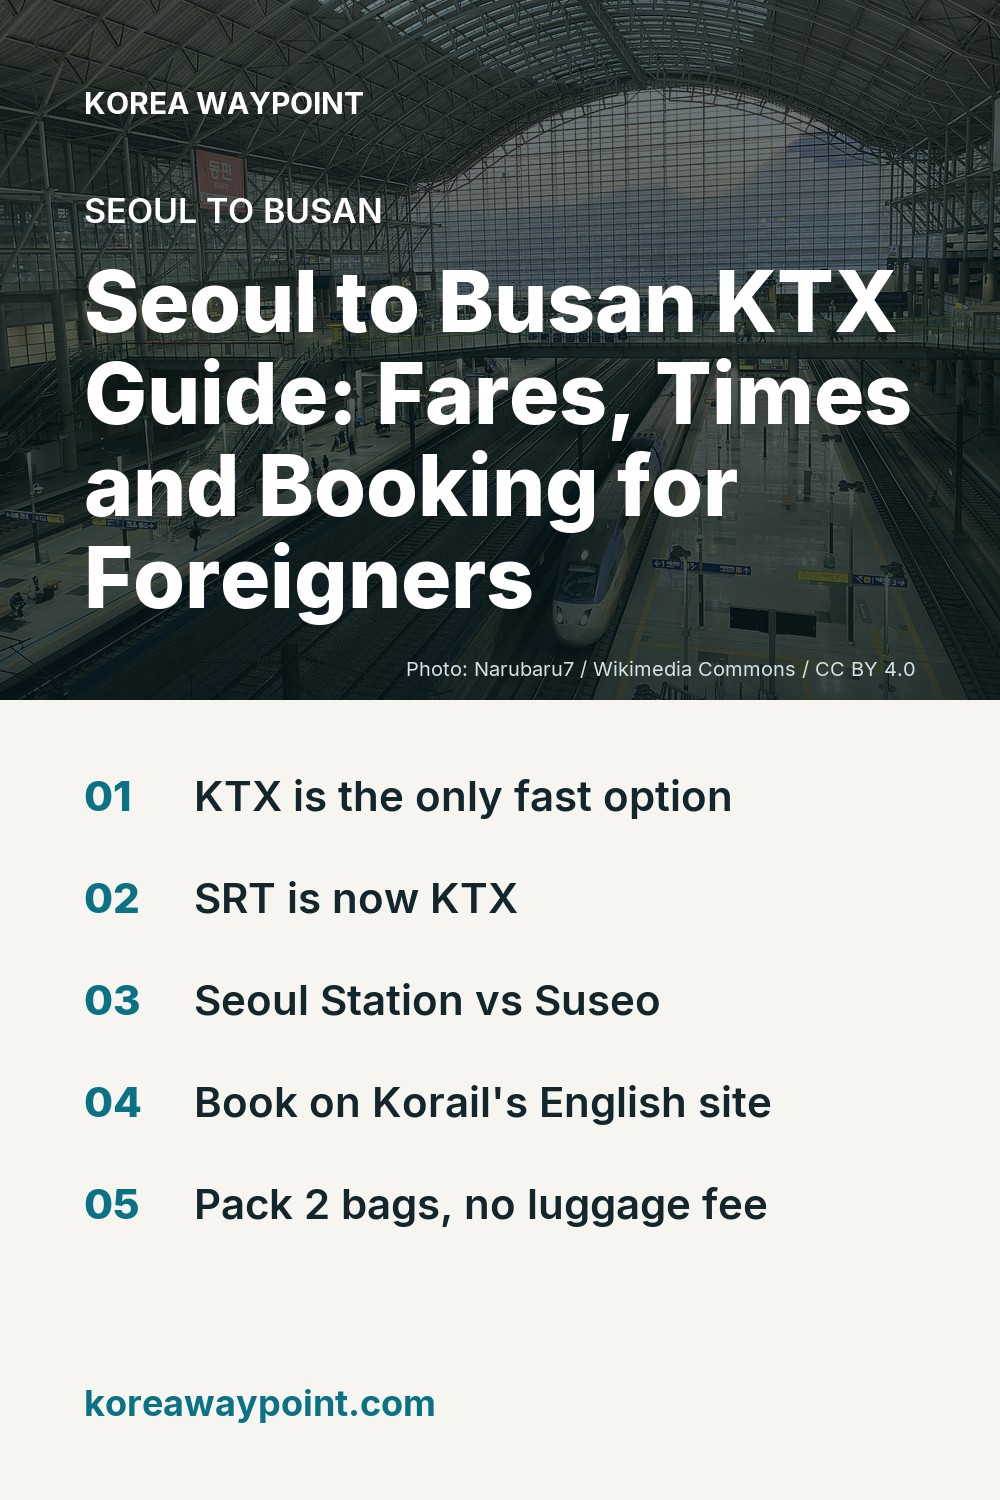 KOREA WAYPOINT
동편
SEOUL TO BUSAN
Seoul to Busan KTX
Guide: Fares, Times
and Booking for
Foreigners
Photo: Narubaru7 / Wikimedia Commons / CC BY 4.0
01 KTX is the only fast option
02 SRT is now KTX
03 Seoul Station vs Suseo
04 Book on Korail's English site
05 Pack 2 bags, no luggage fee
koreawaypoint.com